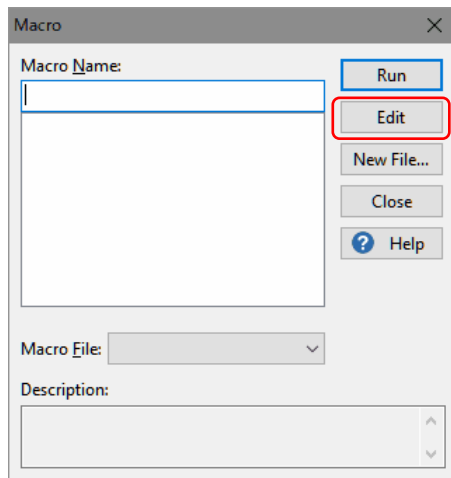 Macro
Macro Name:
Run
Edit
New File...
Close
Help
Macro File:
Description: